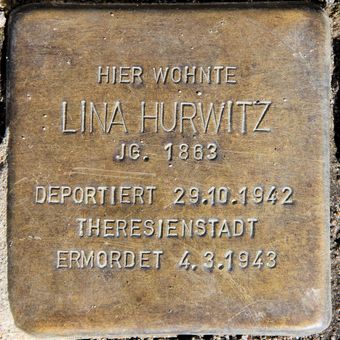 HIER WOHNTE
LINA HURWITZ
JG. 1863
DEPORTIERT 29.10.1942
THERESIENSTADT
ERMORDET 4.3.1943